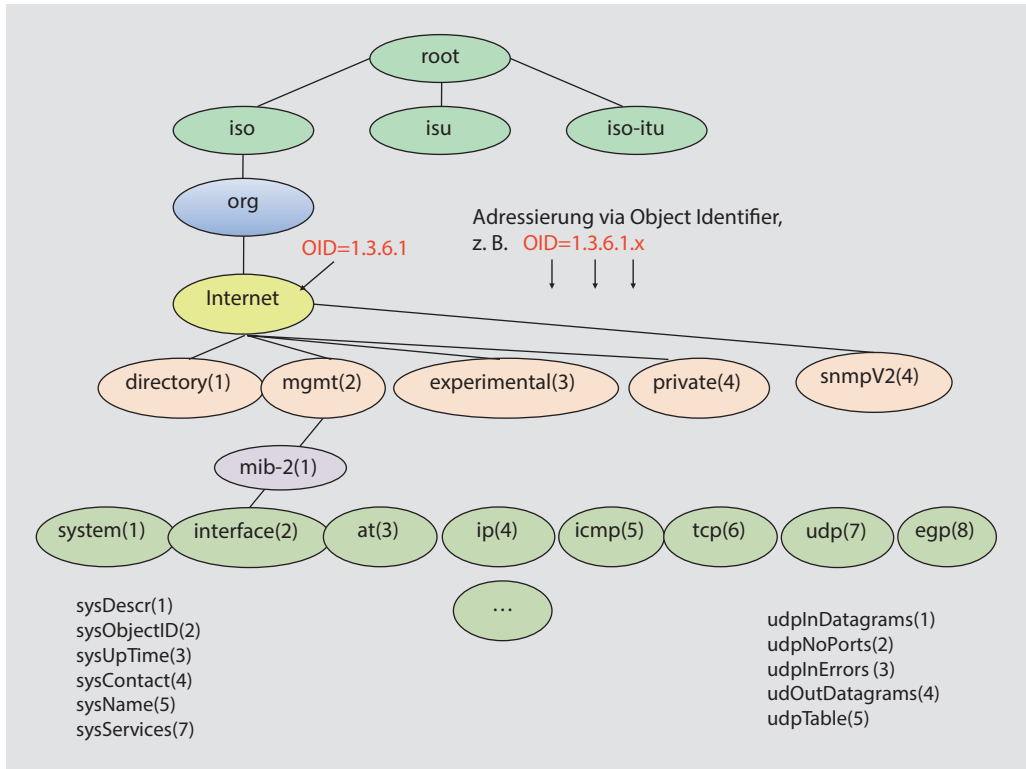 root
iso
isu
iso-itu
org
Adressierung via Object Identifier,
OID=1.3.6.1
z. B. OID=1.3.6.1.x
Internet
directory(1)
mgmt(2)
experimental(3)
private(4)
snmpV2(4)
mib-2(1)
system(1)
interface(2)
at(3)
ip(4)
icmp(5)
tcp(6)
udp(7)
egp(8)
...
sysDescr(1)
sysObjectID(2)
sysUpTime(3)
sysContact(4)
sysName(5)
sysServices(7)
udpInDatagrams(1)
udpNoPorts(2)
udpInErrors (3)
udOutDatagrams(4)
udpTable(5)